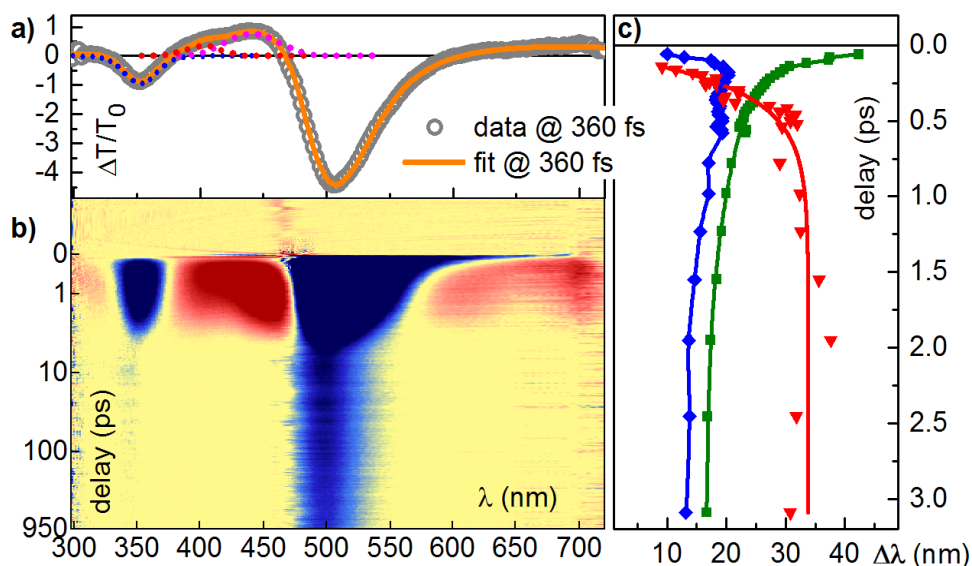 a)
1
0
-1
-2
-3
-4
ΔT/T0
data @ 360 fs
fit @ 360 fs
b)
0
1
10
100
950
delay (ps)
λ (nm)
300 350 400 450 500 550 600 650 700
c)
0.0
0.5
1.0
1.5
2.0
2.5
3.0
delay (ps)
10 20 30 40 Δλ (nm)